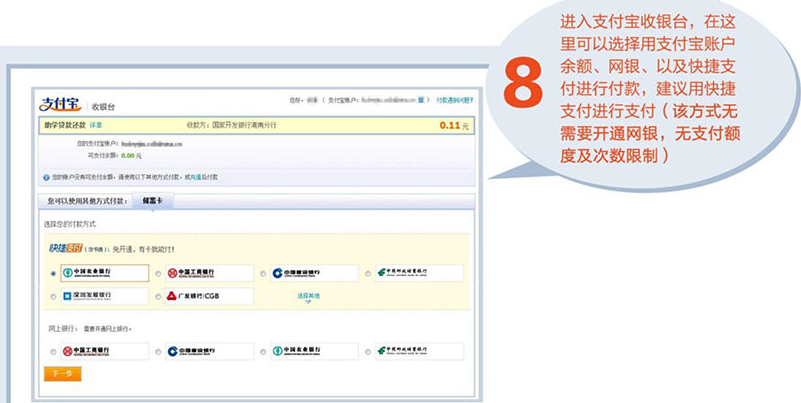 8
进入支付宝收银台，在这
里可以选择用支付宝账户
余额、网银、以及快捷支
付进行付款，建议用快捷
支付进行支付（该方式无
需要开通网银，无支付额
度及次数限制）
支付宝 | 收银台
您好，（支付宝账户： ） 付款遇到问题?
助学贷款还款 详单 收款方：国家开发银行湖南分行 0.11 元
您的支付宝账户：
可支付余额：0.00 元
您的账户没有可支付余额，请使用以下其他方式付款，或充值后付款
您可以使用其他方式付款： 储蓄卡
选择您的付款方式
快捷支付（含卡通）：免开通，有卡就能付！
中国农业银行 中国工商银行 中国建设银行 中国邮政储蓄银行
深圳发展银行 广发银行|CGB 选择其他
网上银行： 需要开通网上银行。
中国工商银行 中国建设银行 中国农业银行 中国邮政储蓄银行
下一步